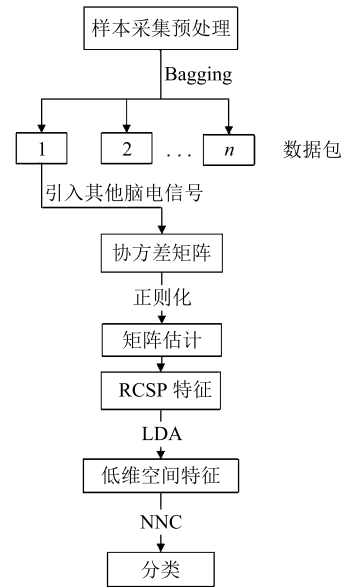 样本采集预处理
Bagging
1 2 ... n 数据包
引入其他脑电信号
协方差矩阵
正则化
矩阵估计
RCSP 特征
LDA
低维空间特征
NNC
分类